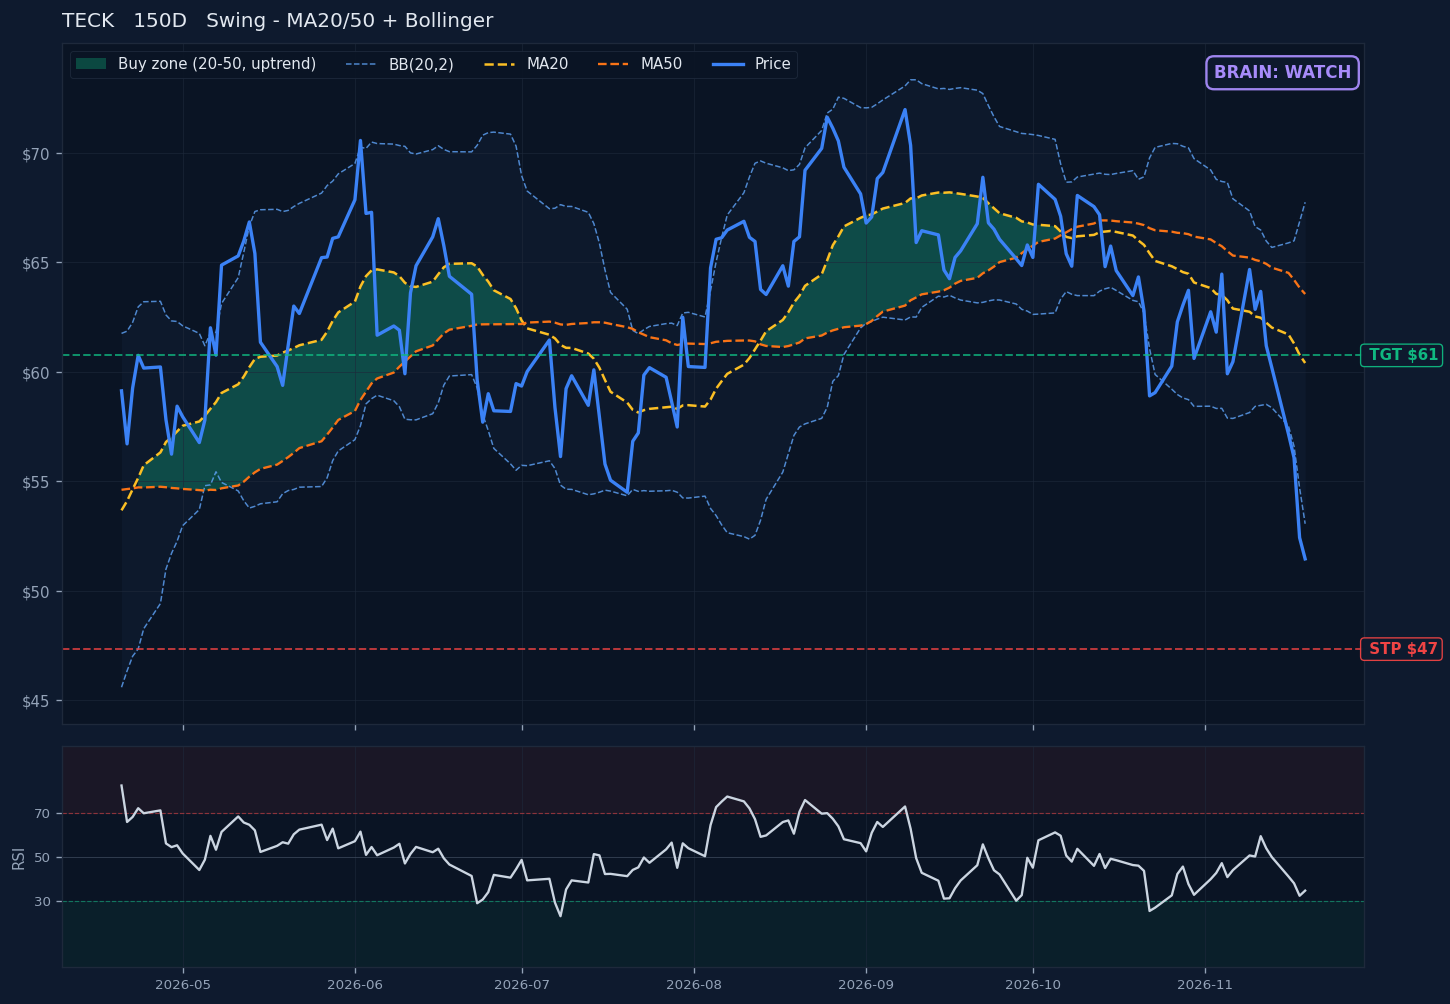 TECK   150D   Swing - MA20/50 + Bollinger
Buy zone (20-50, uptrend)   BB(20,2)   MA20   MA50   Price
BRAIN: WATCH
$70
$65
TGT $61
$60
$55
$50
STP $47
$45
RSI
70
50
30
2026-05   2026-06   2026-07   2026-08   2026-09   2026-10   2026-11